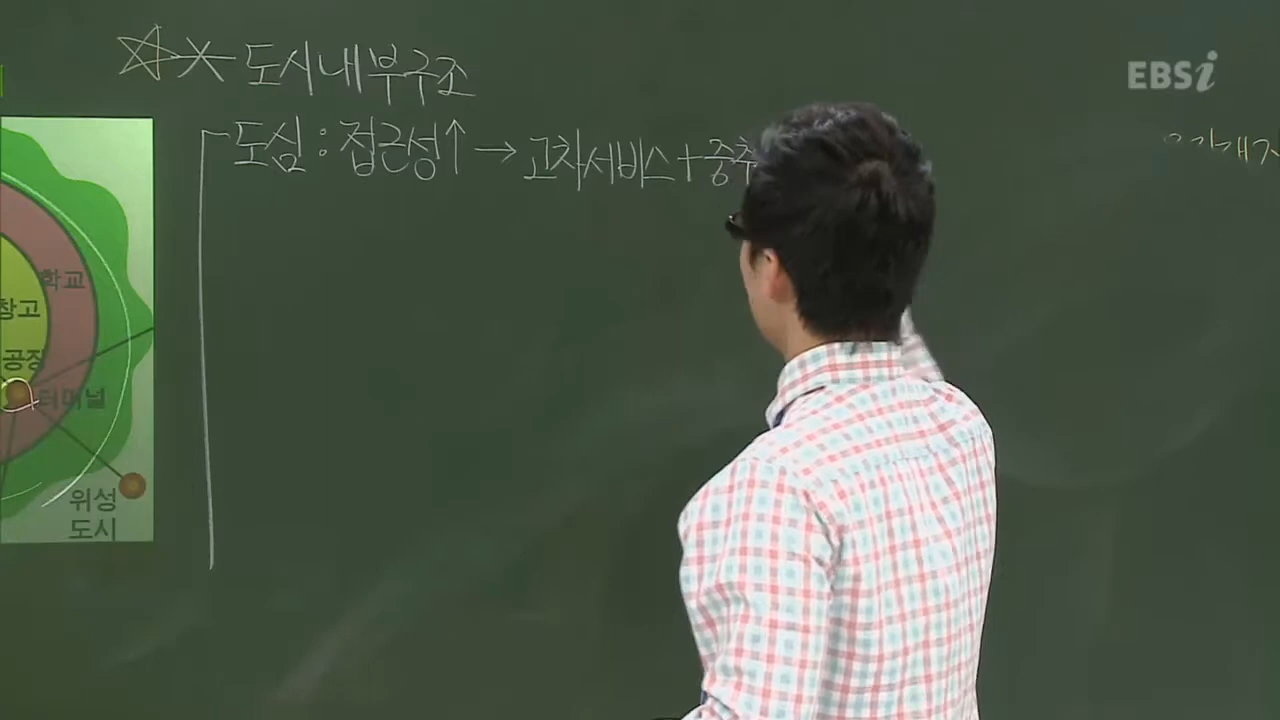 도시내부구조
도심 : 접근성↑ → 고차서비스 + 중추
EBSi
학교
창고
공장
터미널
위성
도시